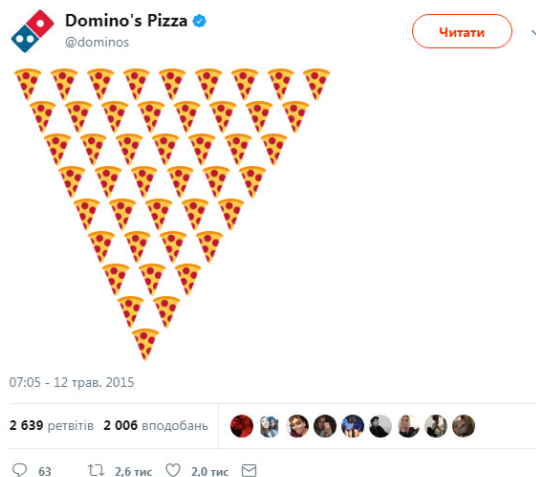 Domino's Pizza
@dominos
Читати
07:05 - 12 трав. 2015
2 639 ретвітів 2 006 вподобань
63 2,6 тис 2,0 тис